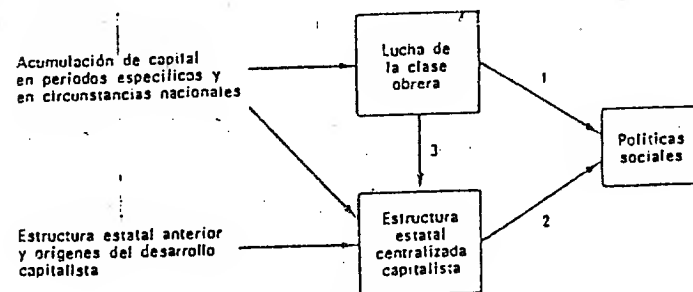 Acumulación de capital
en períodos específicos y
en circunstancias nacionales
Lucha de
la clase
obrera
1
3
Políticas
sociales
2
Estructura estatal anterior
y orígenes del desarrollo
capitalista
Estructura
estatal
centralizada
capitalista